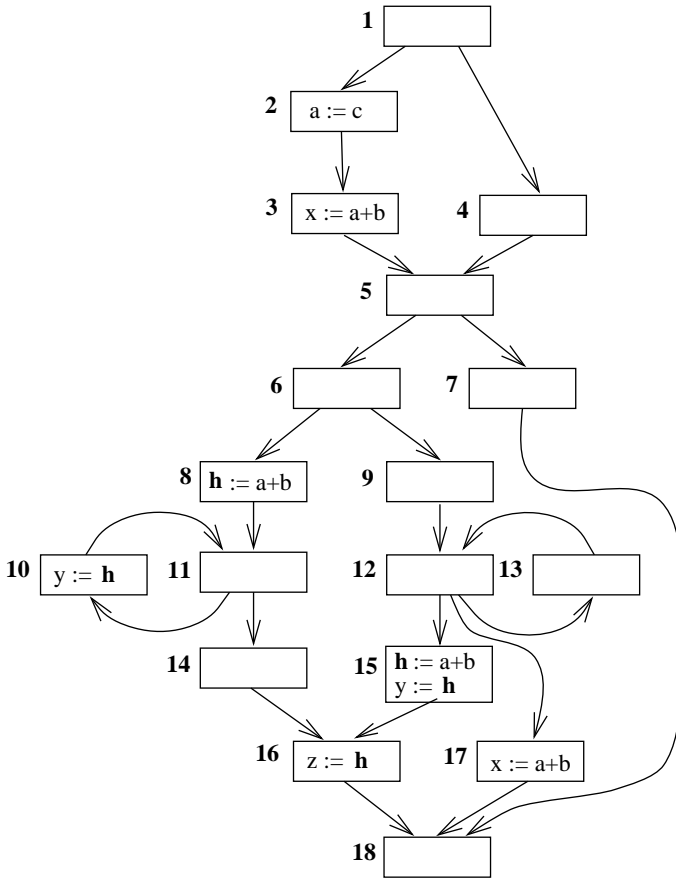 1
2
a := c
3
x := a+b
4
5
6
7
8
h := a+b
9
10
y := h
11
12
13
14
15
h := a+b
y := h
16
z := h
17
x := a+b
18